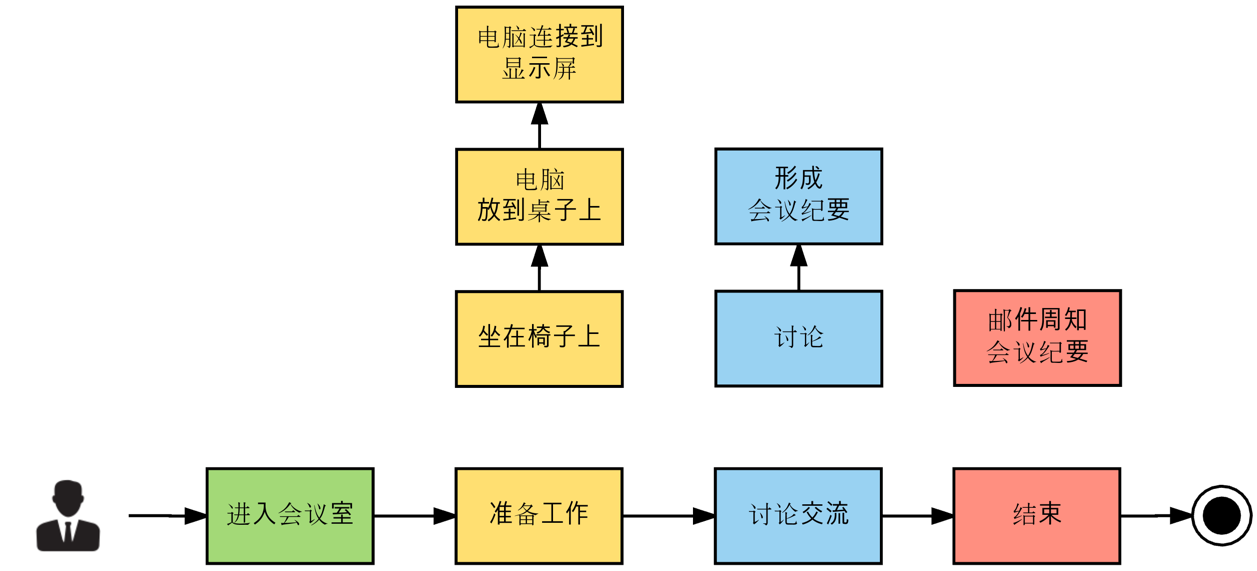 电脑连接到
显示屏
电脑
放到桌子上
形成
会议纪要
坐在椅子上
讨论
邮件周知
会议纪要
进入会议室
准备工作
讨论交流
结束